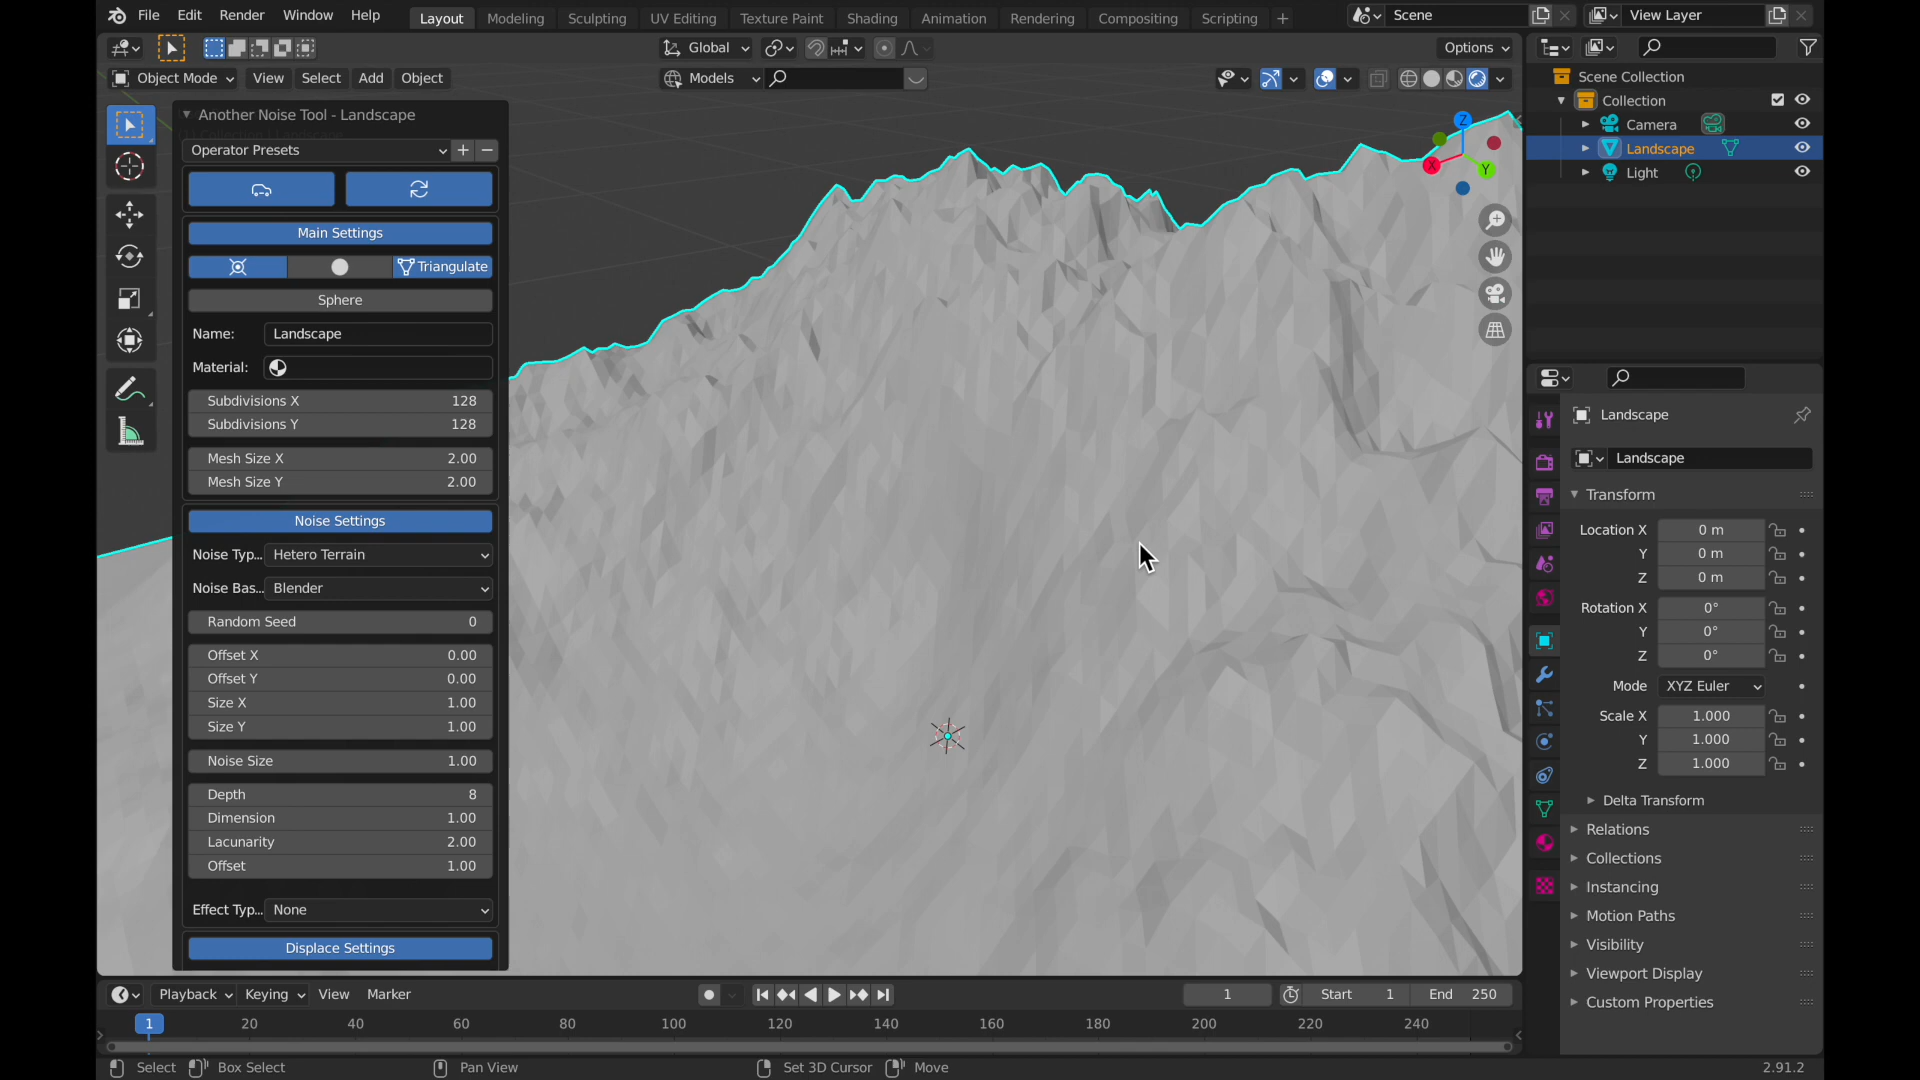 File Edit Render Window Help Layout Modeling Sculpting UV Editing Texture Paint Shading Animation Rendering Compositing Scripting + Scene View Layer
Global Options
Object Mode View Select Add Object Models
Scene Collection
Collection
Camera
Landscape
Light
Another Noise Tool - Landscape
Operator Presets
Main Settings
Triangulate
Sphere
Name: Landscape
Material:
Subdivisions X 128
Subdivisions Y 128
Mesh Size X 2.00
Mesh Size Y 2.00
Noise Settings
Noise Typ... Hetero Terrain
Noise Bas... Blender
Random Seed 0
Offset X 0.00
Offset Y 0.00
Size X 1.00
Size Y 1.00
Noise Size 1.00
Depth 8
Dimension 1.00
Lacunarity 2.00
Offset 1.00
Effect Typ... None
Displace Settings
Z
X
Y
Landscape
Landscape
Transform
Location X 0 m
Y 0 m
Z 0 m
Rotation X 0°
Y 0°
Z 0°
Mode XYZ Euler
Scale X 1.000
Y 1.000
Z 1.000
Delta Transform
Relations
Collections
Instancing
Motion Paths
Visibility
Viewport Display
Custom Properties
Playback Keying View Marker 1 Start 1 End 250
1 20 40 60 80 100 120 140 160 180 200 220 240
Select Box Select Pan View Set 3D Cursor Move 2.91.2